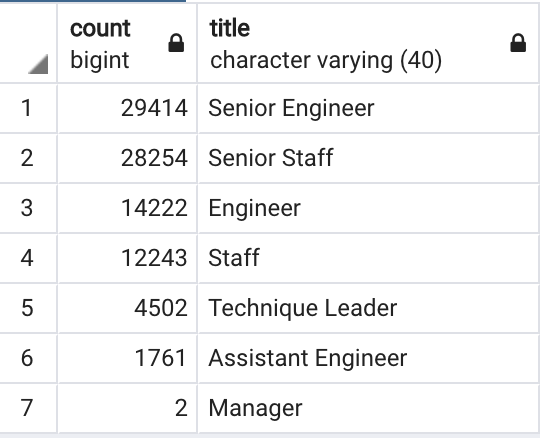 count title
bigint character varying (40)
1 29414 Senior Engineer
2 28254 Senior Staff
3 14222 Engineer
4 12243 Staff
5 4502 Technique Leader
6 1761 Assistant Engineer
7 2 Manager